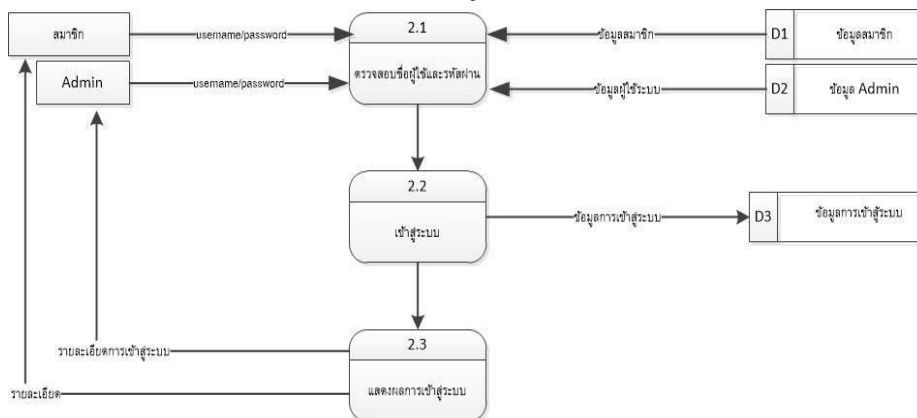 สมาชิก
username/password
2.1
ตรวจสอบชื่อผู้ใช้และรหัสผ่าน
ข้อมูลสมาชิก
D1
ข้อมูลสมาชิก
Admin
username/password
ข้อมูลผู้ใช้ระบบ
D2
ข้อมูล Admin
2.2
เข้าสู่ระบบ
ข้อมูลการเข้าสู่ระบบ
D3
ข้อมูลการเข้าสู่ระบบ
2.3
แสดงผลการเข้าสู่ระบบ
รายละเอียดการเข้าสู่ระบบ
รายละเอียด